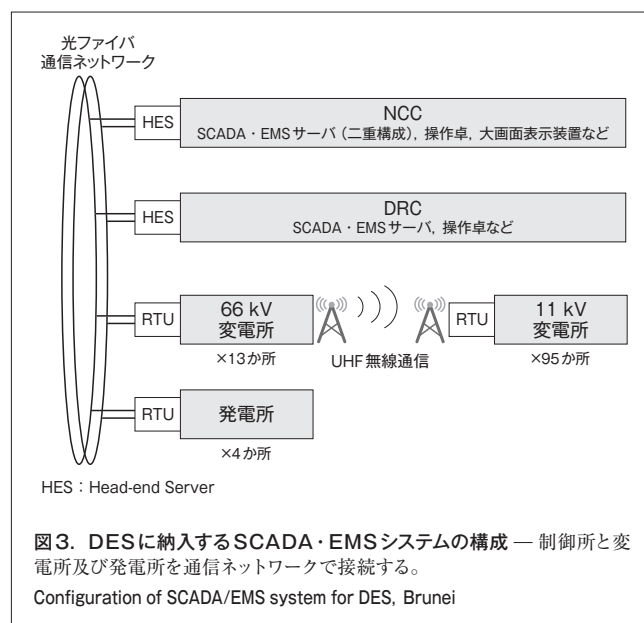 光ファイバ
通信ネットワーク
HES
NCC
SCADA・EMSサーバ（二重構成），操作卓，大画面表示装置など
HES
DRC
SCADA・EMSサーバ，操作卓など
RTU
66 kV
変電所
×13か所
UHF無線通信
RTU
11 kV
変電所
×95か所
RTU
発電所
×4か所
HES：Head-end Server
図3．DESに納入するSCADA・EMSシステムの構成 — 制御所と変
電所及び発電所を通信ネットワークで接続する。
Configuration of SCADA/EMS system for DES, Brunei